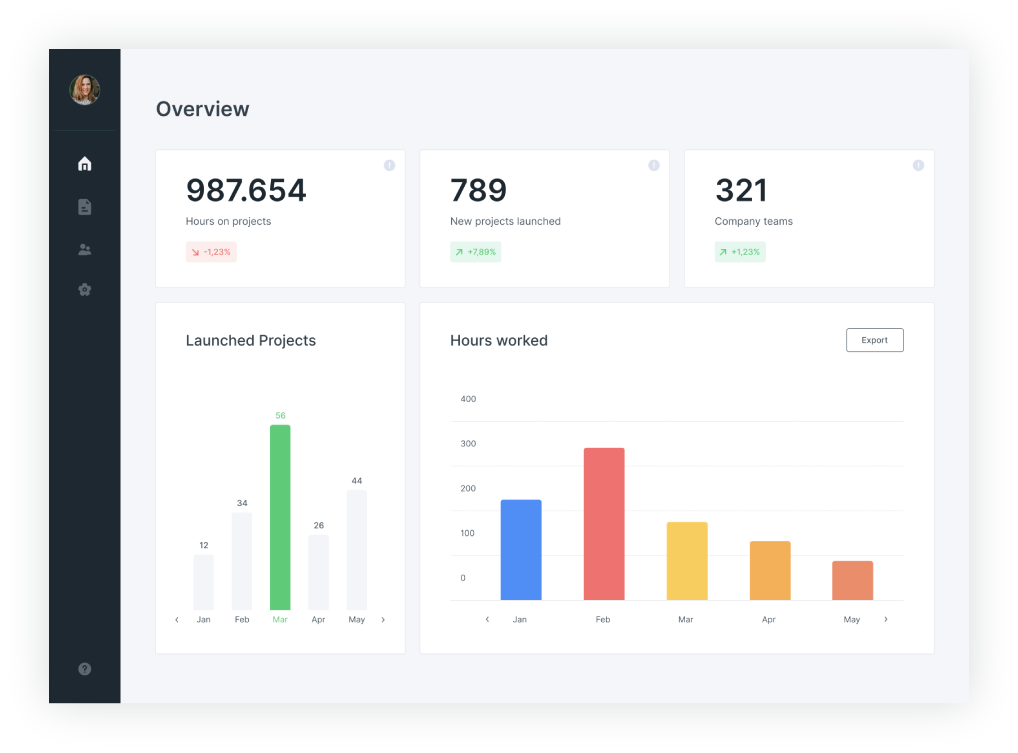 Overview
987.654
Hours on projects
-1,23%
789
New projects launched
+7,89%
321
Company teams
+1,23%
Launched Projects
56
44
34
26
12
Jan Feb Mar Apr May
Hours worked
Export
400
300
200
100
0
Jan Feb Mar Apr May